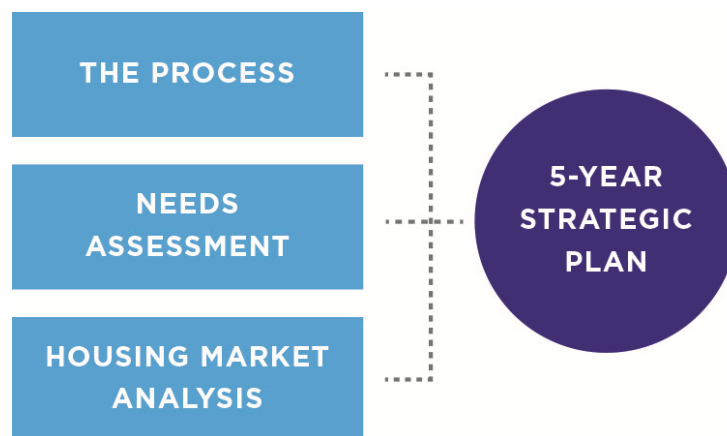 THE PROCESS
NEEDS
ASSESSMENT
HOUSING MARKET
ANALYSIS
5-YEAR
STRATEGIC
PLAN